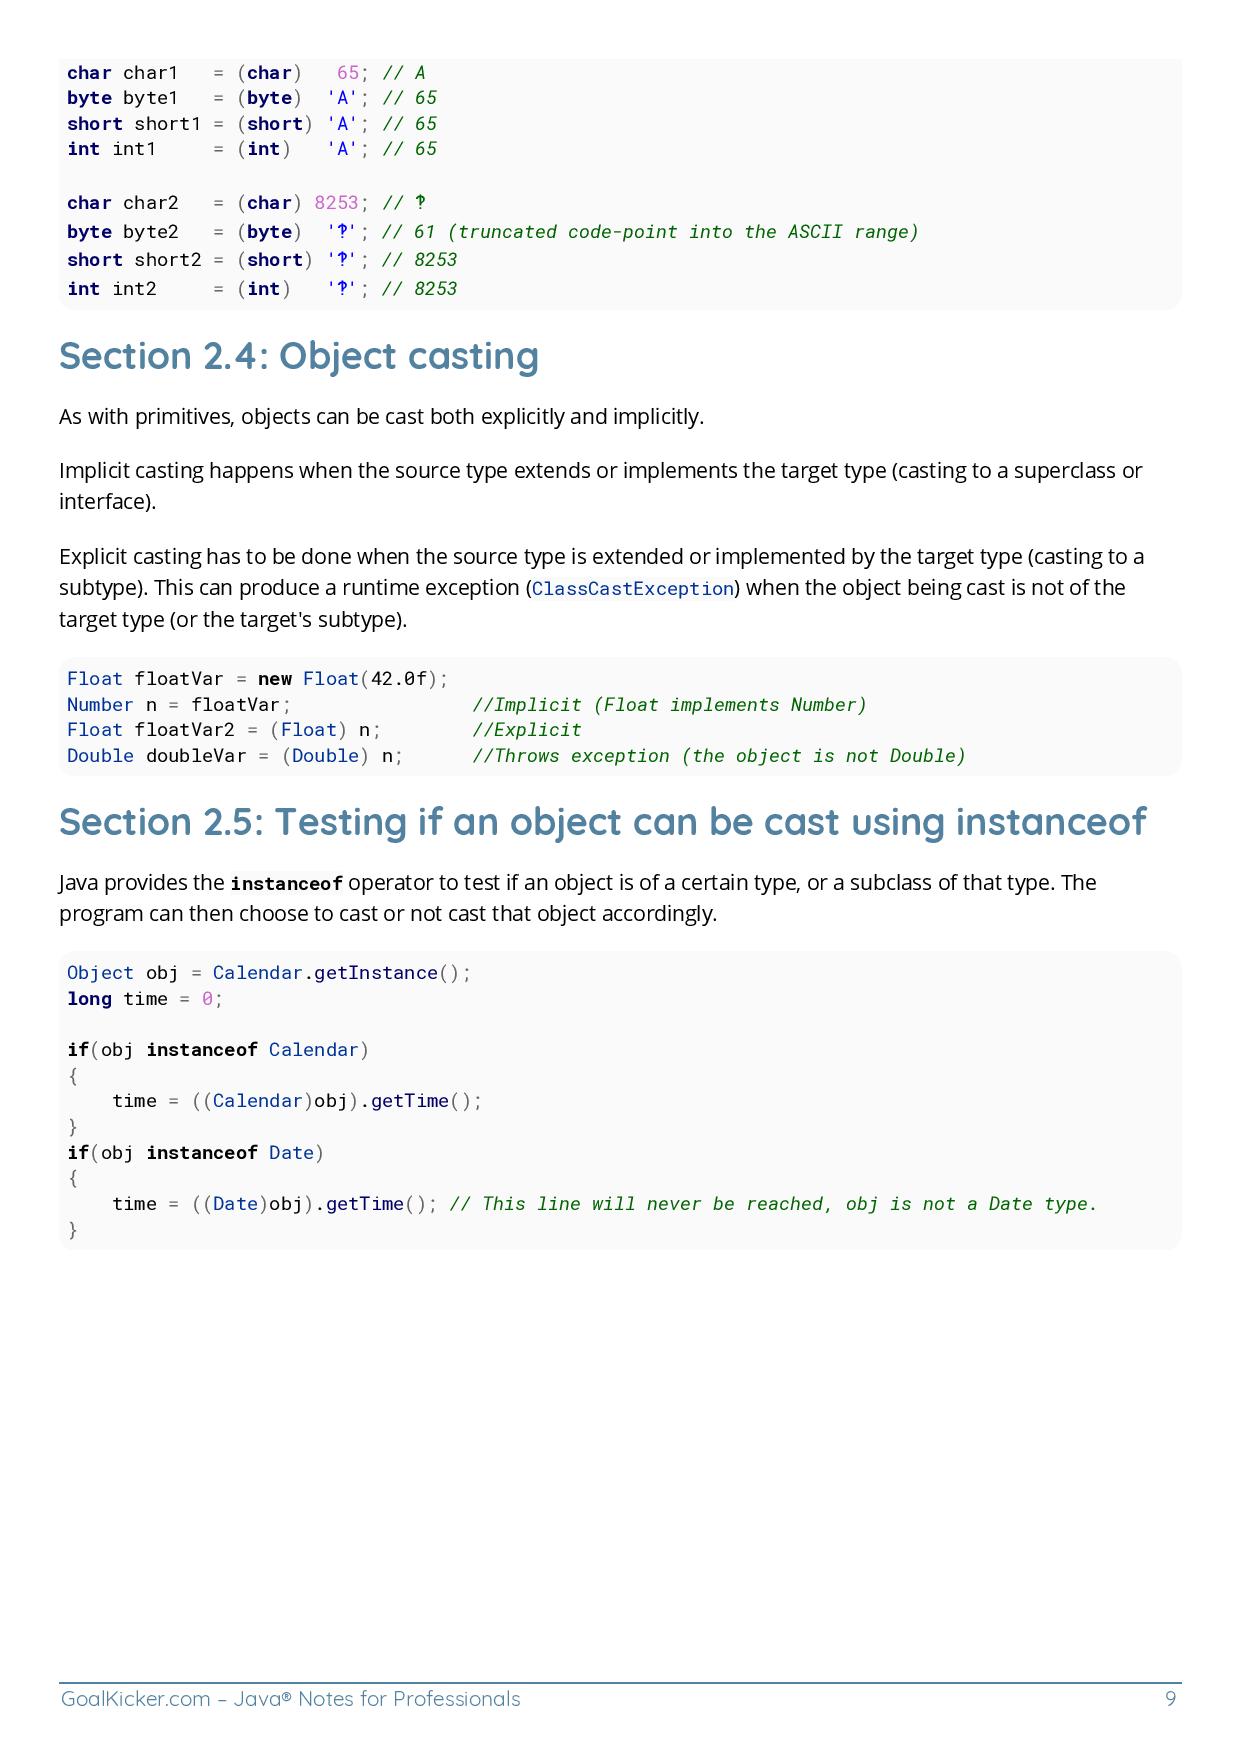 char char1   = (char)   65; // A
byte byte1   = (byte)  'A'; // 65
short short1 = (short) 'A'; // 65
int int1     = (int)   'A'; // 65
char char2   = (char) 8253; // ‽
byte byte2   = (byte)  '‽'; // 61 (truncated code-point into the ASCII range)
short short2 = (short) '‽'; // 8253
int int2     = (int)   '‽'; // 8253
Section 2.4: Object casting
As with primitives, objects can be cast both explicitly and implicitly.
Implicit casting happens when the source type extends or implements the target type (casting to a superclass or
interface).
Explicit casting has to be done when the source type is extended or implemented by the target type (casting to a
subtype). This can produce a runtime exception (ClassCastException) when the object being cast is not of the
target type (or the target's subtype).
Float floatVar = new Float(42.0f);
Number n = floatVar;                //Implicit (Float implements Number)
Float floatVar2 = (Float) n;        //Explicit
Double doubleVar = (Double) n;      //Throws exception (the object is not Double)
Section 2.5: Testing if an object can be cast using instanceof
Java provides the instanceof operator to test if an object is of a certain type, or a subclass of that type. The
program can then choose to cast or not cast that object accordingly.
Object obj = Calendar.getInstance();
long time = 0;
if(obj instanceof Calendar)
{
    time = ((Calendar)obj).getTime();
}
if(obj instanceof Date)
{
    time = ((Date)obj).getTime(); // This line will never be reached, obj is not a Date type.
}
GoalKicker.com – Java® Notes for Professionals 9